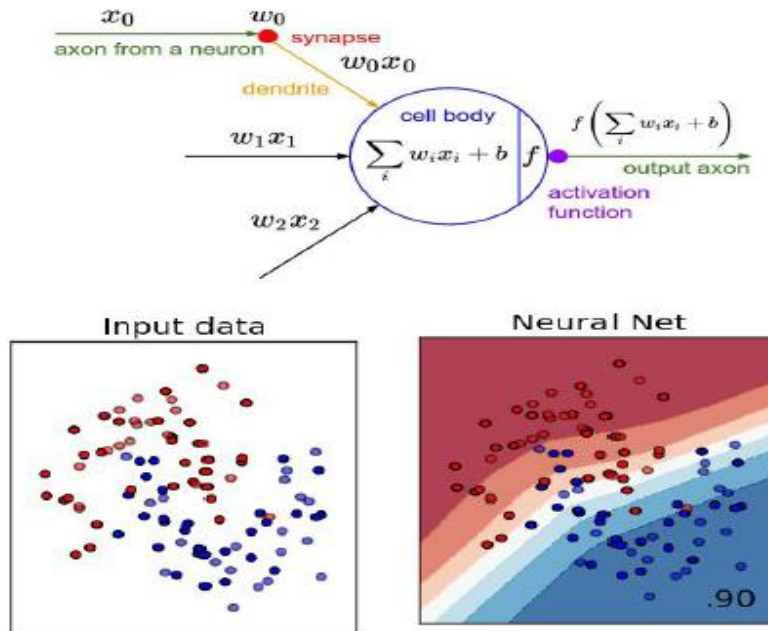 x₀ w₀
axon from a neuron synapse
w₀x₀
dendrite
cell body
f(∑ᵢ wᵢxᵢ + b)
w₁x₁
∑ᵢ wᵢxᵢ + b f
output axon
activation
function
w₂x₂
Input data
Neural Net
.90